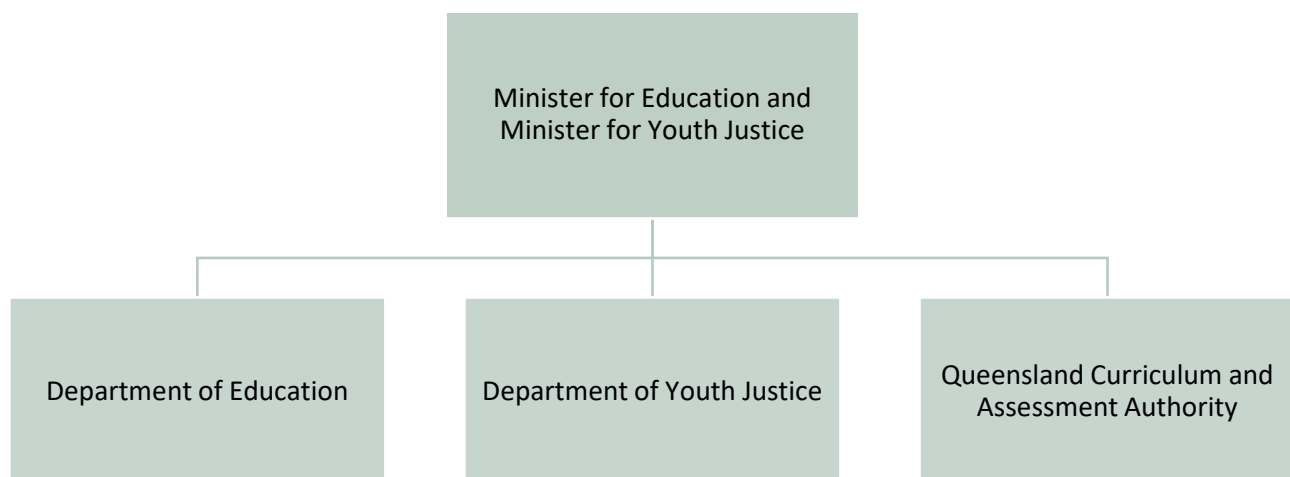 Minister for Education and
Minister for Youth Justice
Department of Education
Department of Youth Justice
Queensland Curriculum and
Assessment Authority